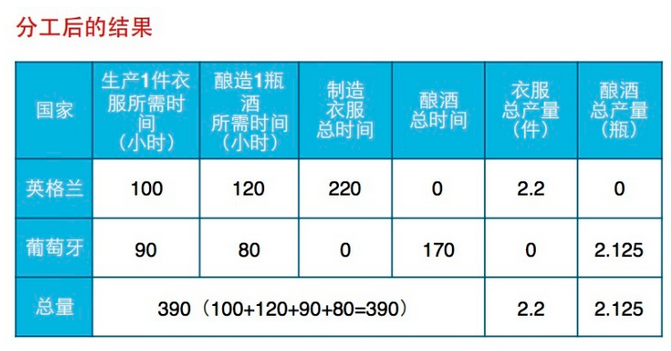 分工后的结果
国家 生产1件衣服所需时间（小时） 酿造1瓶酒所需时间（小时） 制造衣服总时间 酿酒总时间 衣服总产量（件） 酿酒总产量（瓶）
英格兰 100 120 220 0 2.2 0
葡萄牙 90 80 0 170 0 2.125
总量 390（100+120+90+80=390） 2.2 2.125